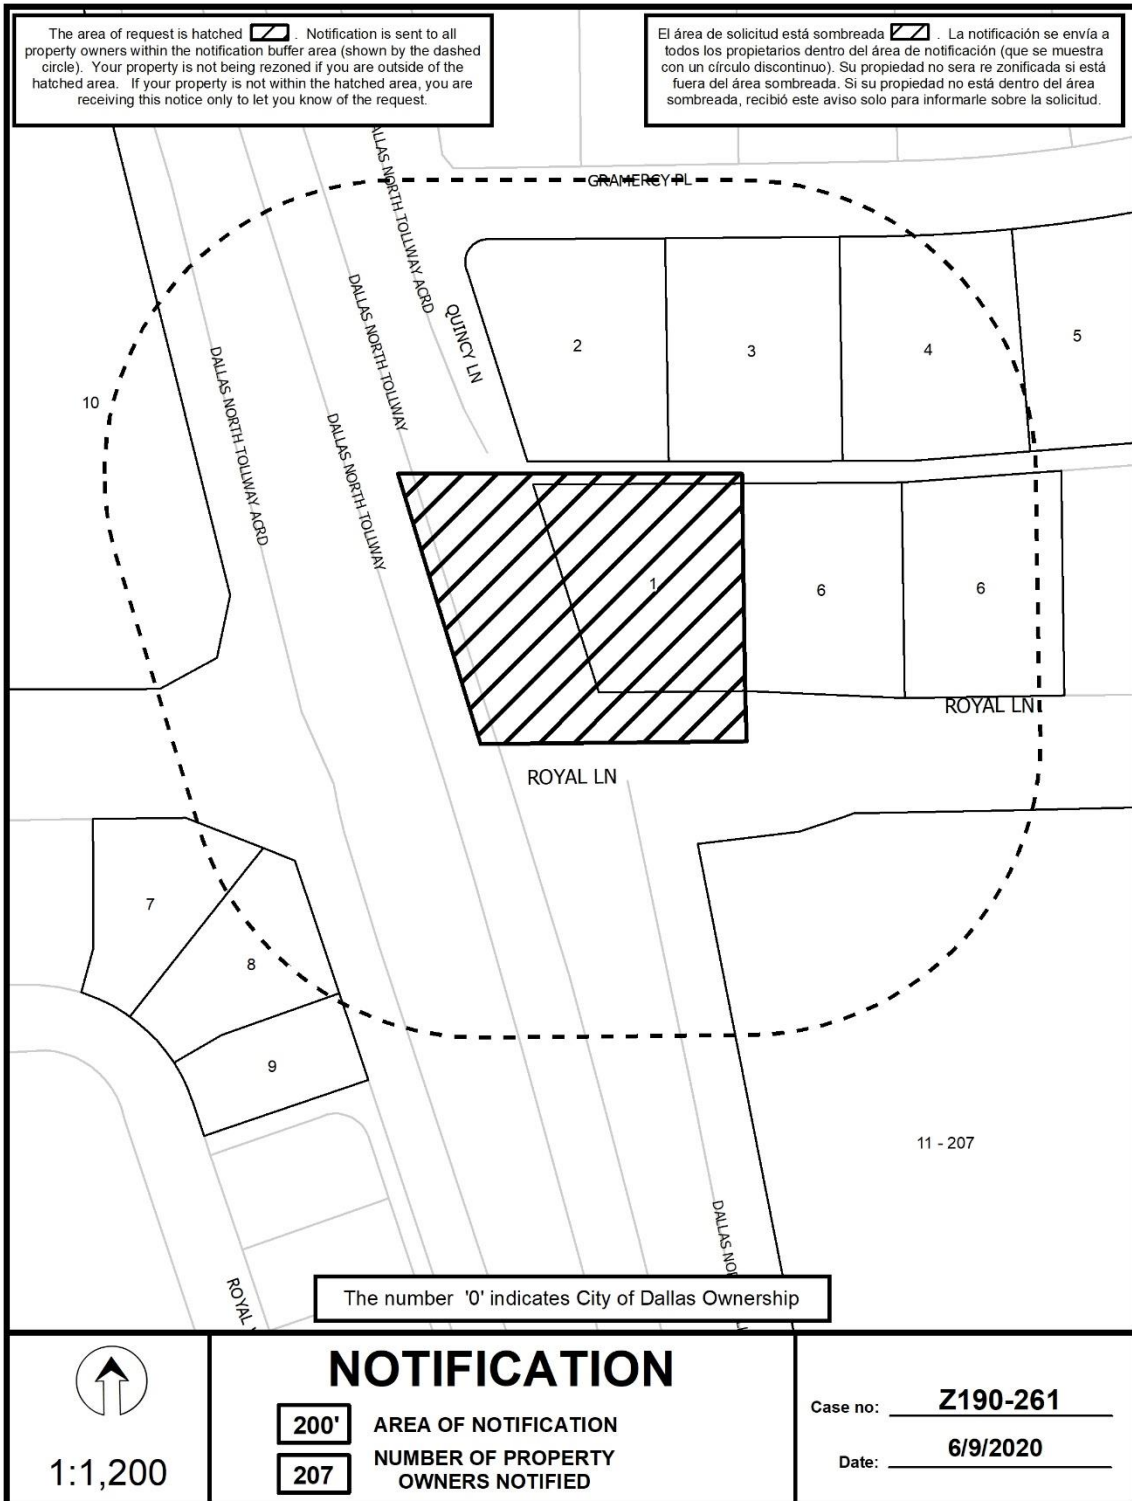 The area of request is hatched . Notification is sent to all
property owners within the notification buffer area (shown by the dashed
circle). Your property is not being rezoned if you are outside of the
hatched area. If your property is not within the hatched area, you are
receiving this notice only to let you know of the request.
El área de solicitud está sombreada . La notificación se envía a
todos los propietarios dentro del área de notificación (que se muestra
con un círculo discontinuo). Su propiedad no sera re zonificada si está
fuera del área sombreada. Si su propiedad no está dentro del área
sombreada, recibió este aviso solo para informarle sobre la solicitud.
GRAMERCY PL
DALLAS NORTH TOLLWAY ACRD
QUINCY LN
DALLAS NORTH TOLLWAY
DALLAS NORTH TOLLWAY
DALLAS NORTH TOLLWAY ACRD
10
2
3
4
5
1
6
6
ROYAL LN
ROYAL LN
7
8
9
11 - 207
DALLAS NOR
ROYAL
The number '0' indicates City of Dallas Ownership
1:1,200
NOTIFICATION
200' AREA OF NOTIFICATION
207 NUMBER OF PROPERTY
OWNERS NOTIFIED
Case no: Z190-261
Date: 6/9/2020